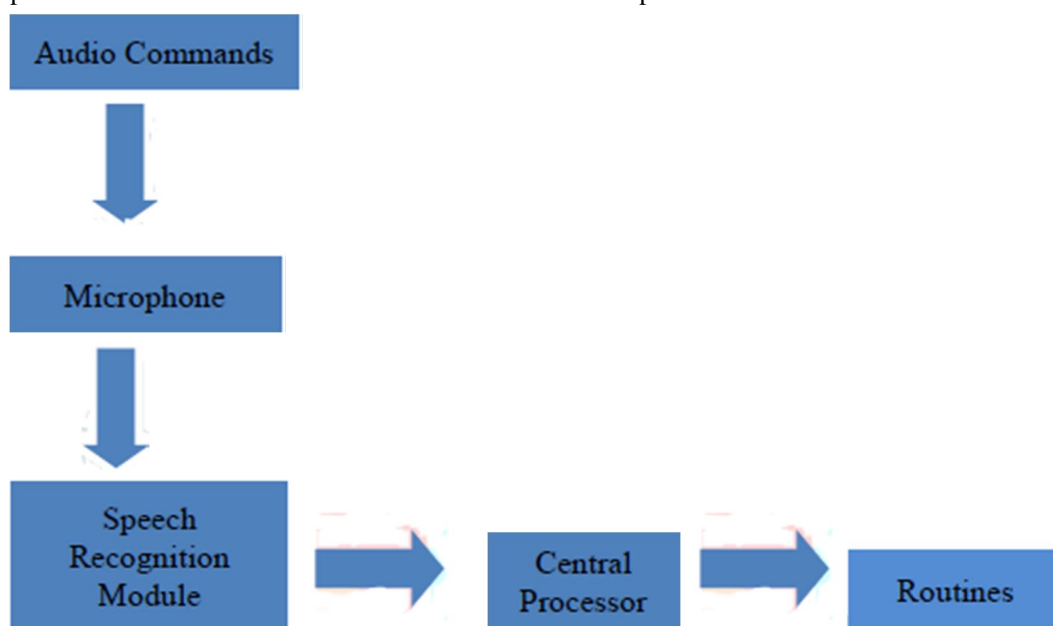 Audio Commands
Microphone
Speech
Recognition
Module
Central
Processor
Routines